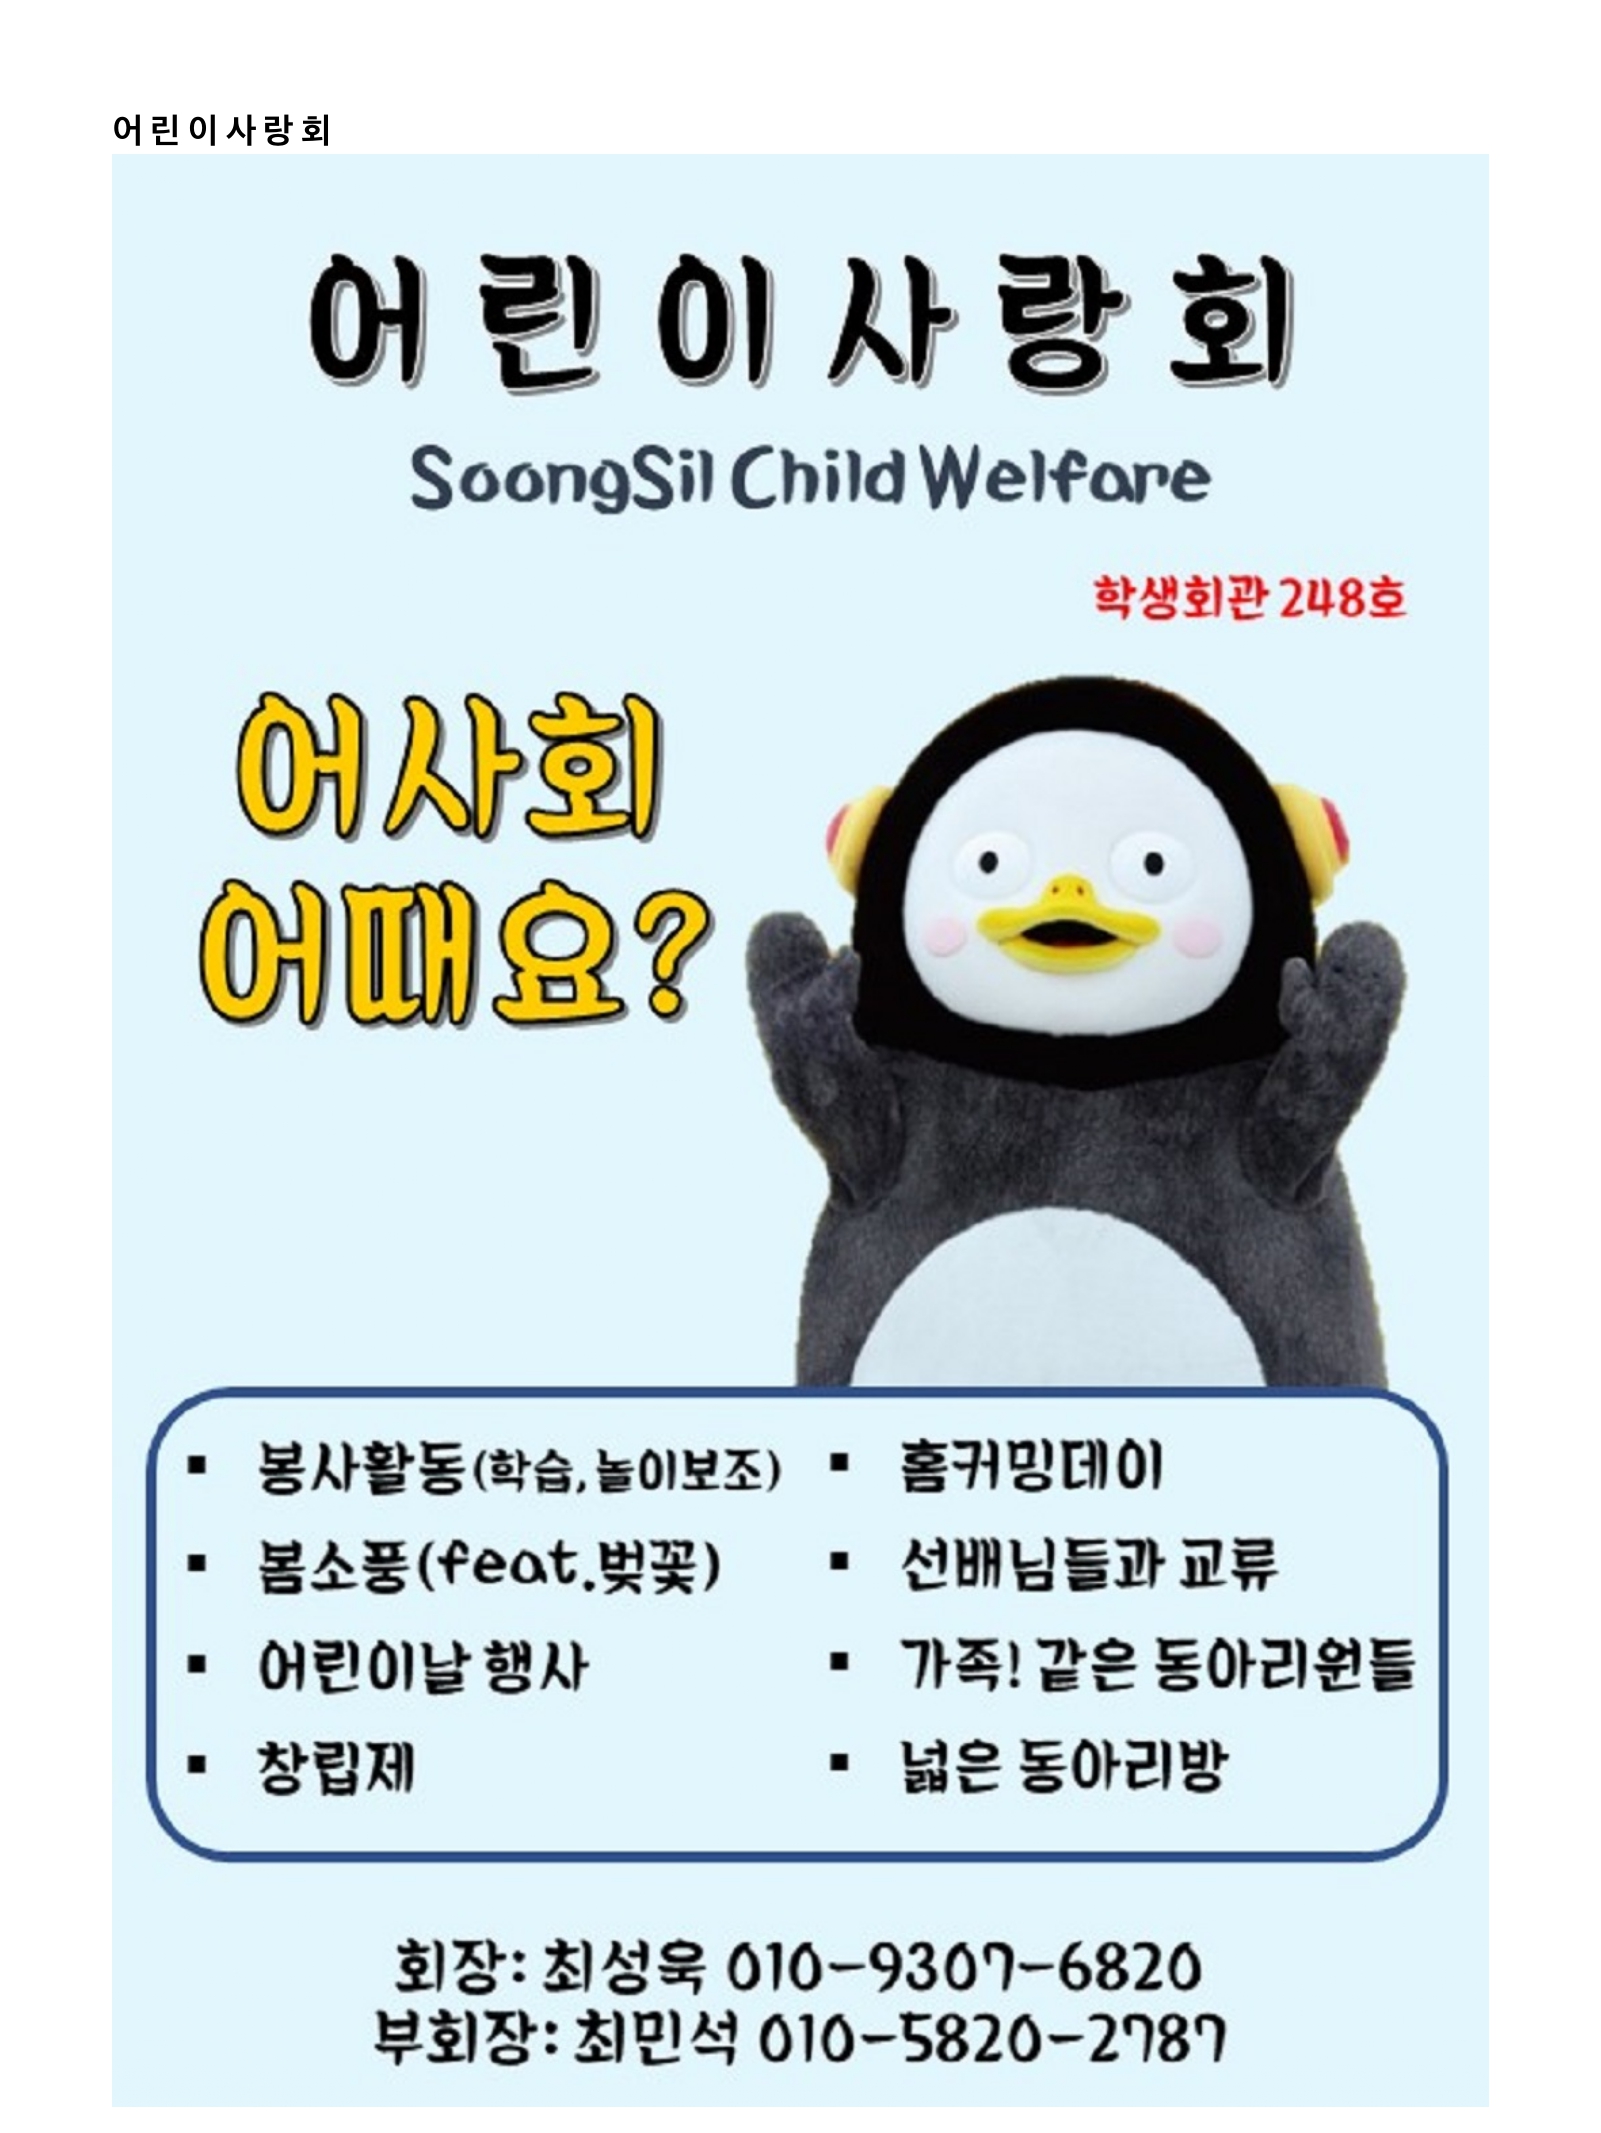 어린이사랑회
어린이사랑회
SoongSil Child Welfare
학생회관 248호
어사회
어때요?
▪ 봉사활동(학습, 놀이보조)
▪ 봄소풍(feat.벚꽃)
▪ 어린이날 행사
▪ 창립제
▪ 홈커밍데이
▪ 선배님들과 교류
▪ 가족! 같은 동아리원들
▪ 넓은 동아리방
회장: 최성욱 010-9307-6820
부회장: 최민석 010-5820-2787